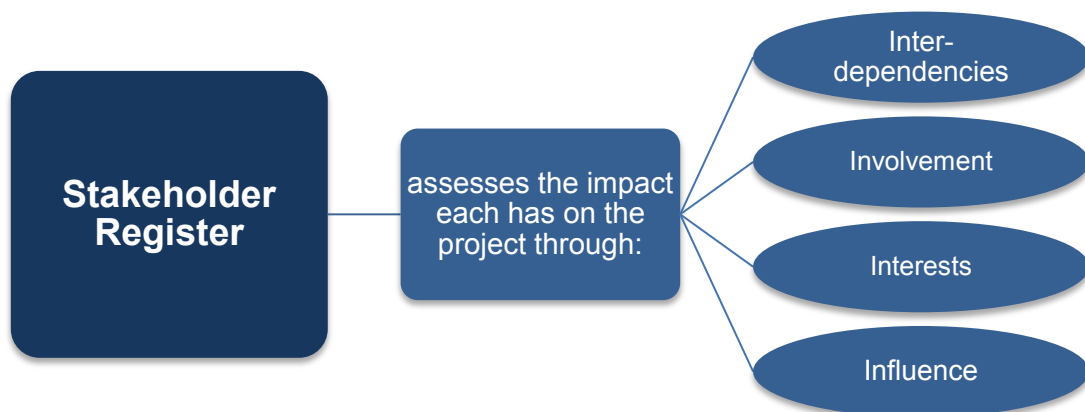 Stakeholder
Register
assesses the impact
each has on the
project through:
Inter-
dependencies
Involvement
Interests
Influence